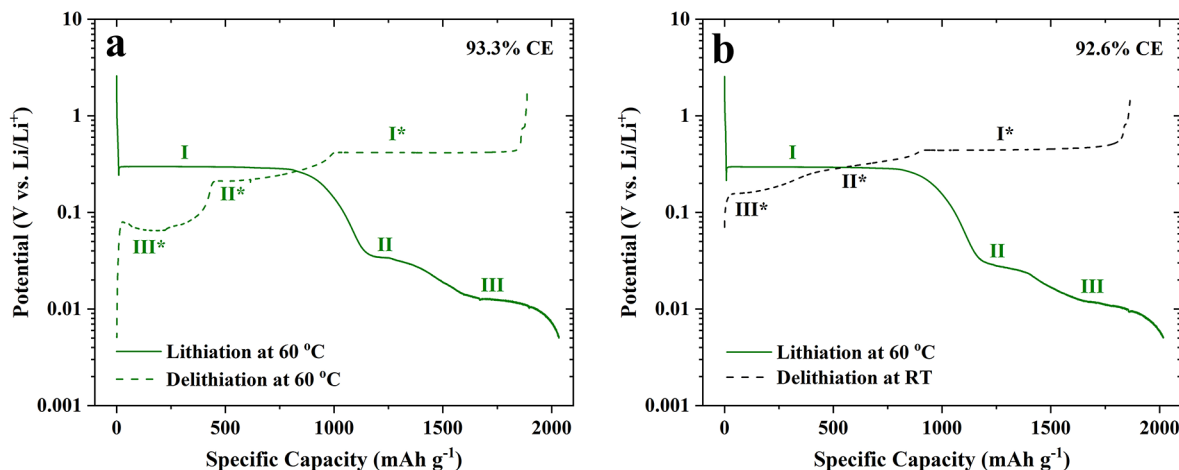 a
93.3% CE
10
1
0.1
0.01
0.001
Potential (V vs. Li/Li+)
I
I*
II*
III*
II
III
Lithiation at 60 °C
Delithiation at 60 °C
0 500 1000 1500 2000
Specific Capacity (mAh g-1)
b
92.6% CE
10
1
0.1
0.01
0.001
Potential (V vs. Li/Li+)
I
I*
II*
III*
II
III
Lithiation at 60 °C
Delithiation at RT
0 500 1000 1500 2000
Specific Capacity (mAh g-1)